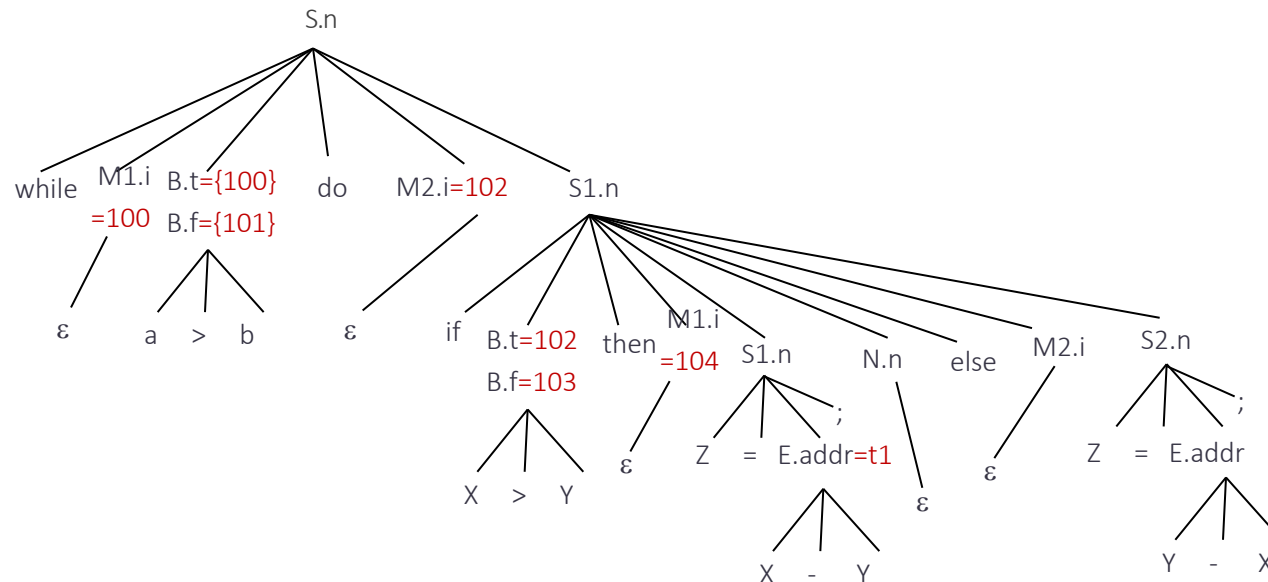 S.n
while M1.i B.t={100} do M2.i=102 S1.n
=100 B.f={101}
ε a > b ε if B.t=102 then M1.i S1.n N.n else M2.i S2.n
B.f=103 =104
; ;
X > Y ε Z = E.addr=t1 ε ε Z = E.addr
X - Y Y - X